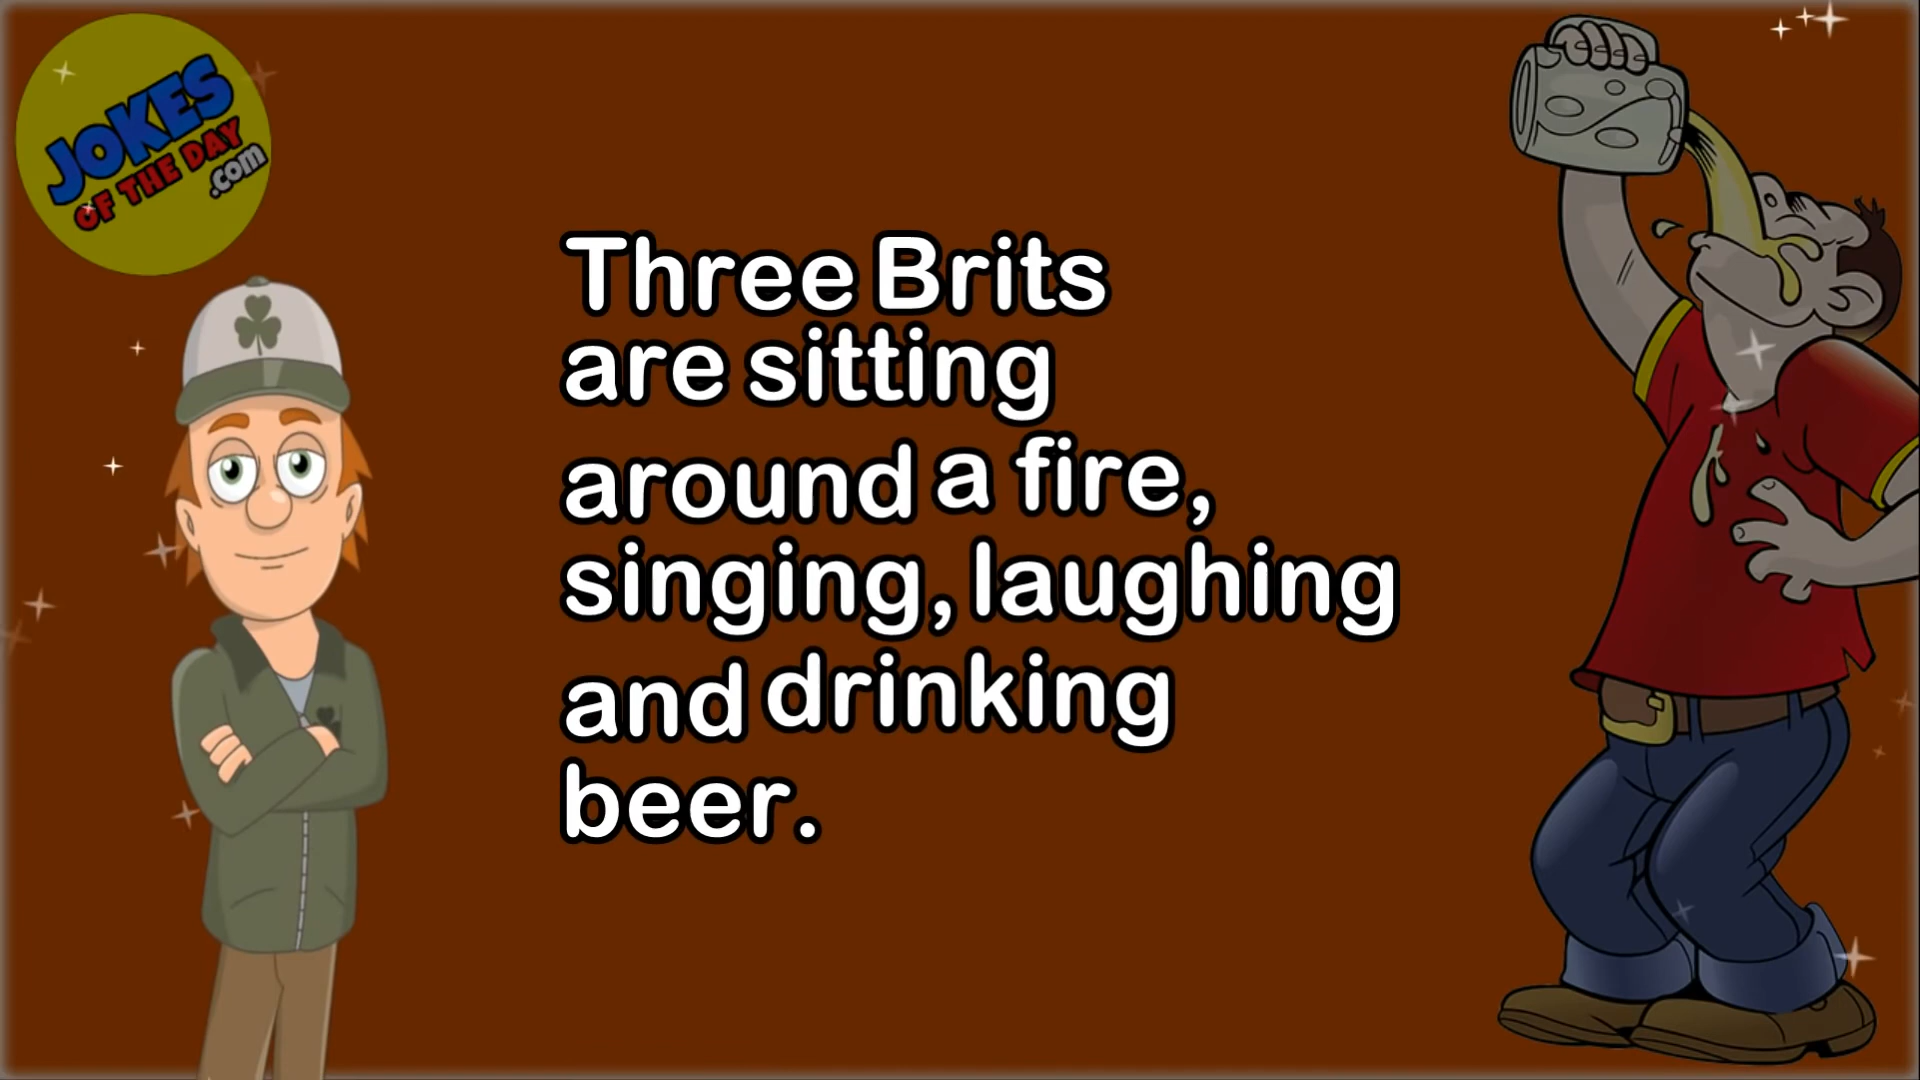 JOKES
OF THE DAY
.com
Three Brits
are sitting
around a fire,
singing, laughing
and drinking
beer.